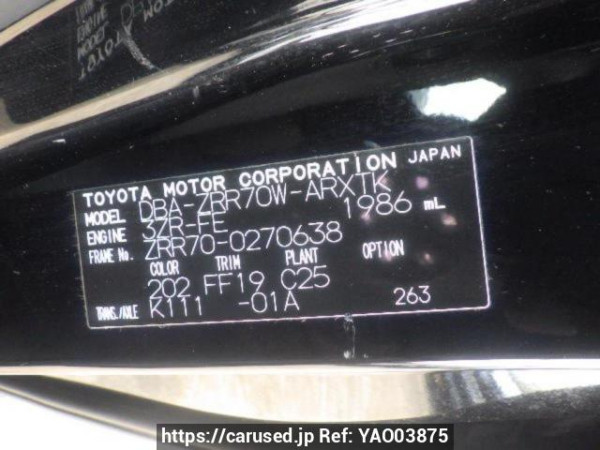 TOYOTA MOTOR CORPORATION JAPAN
MODEL DBA-ZRR70W-ARXTK
ENGINE 3ZR-FE 1986 mL
FRAME No. ZRR70-0270638
COLOR TRIM PLANT OPTION
202 FF19 C25
TRANS./AXLE K111 -01A 263
https://carused.jp Ref: YAO03875